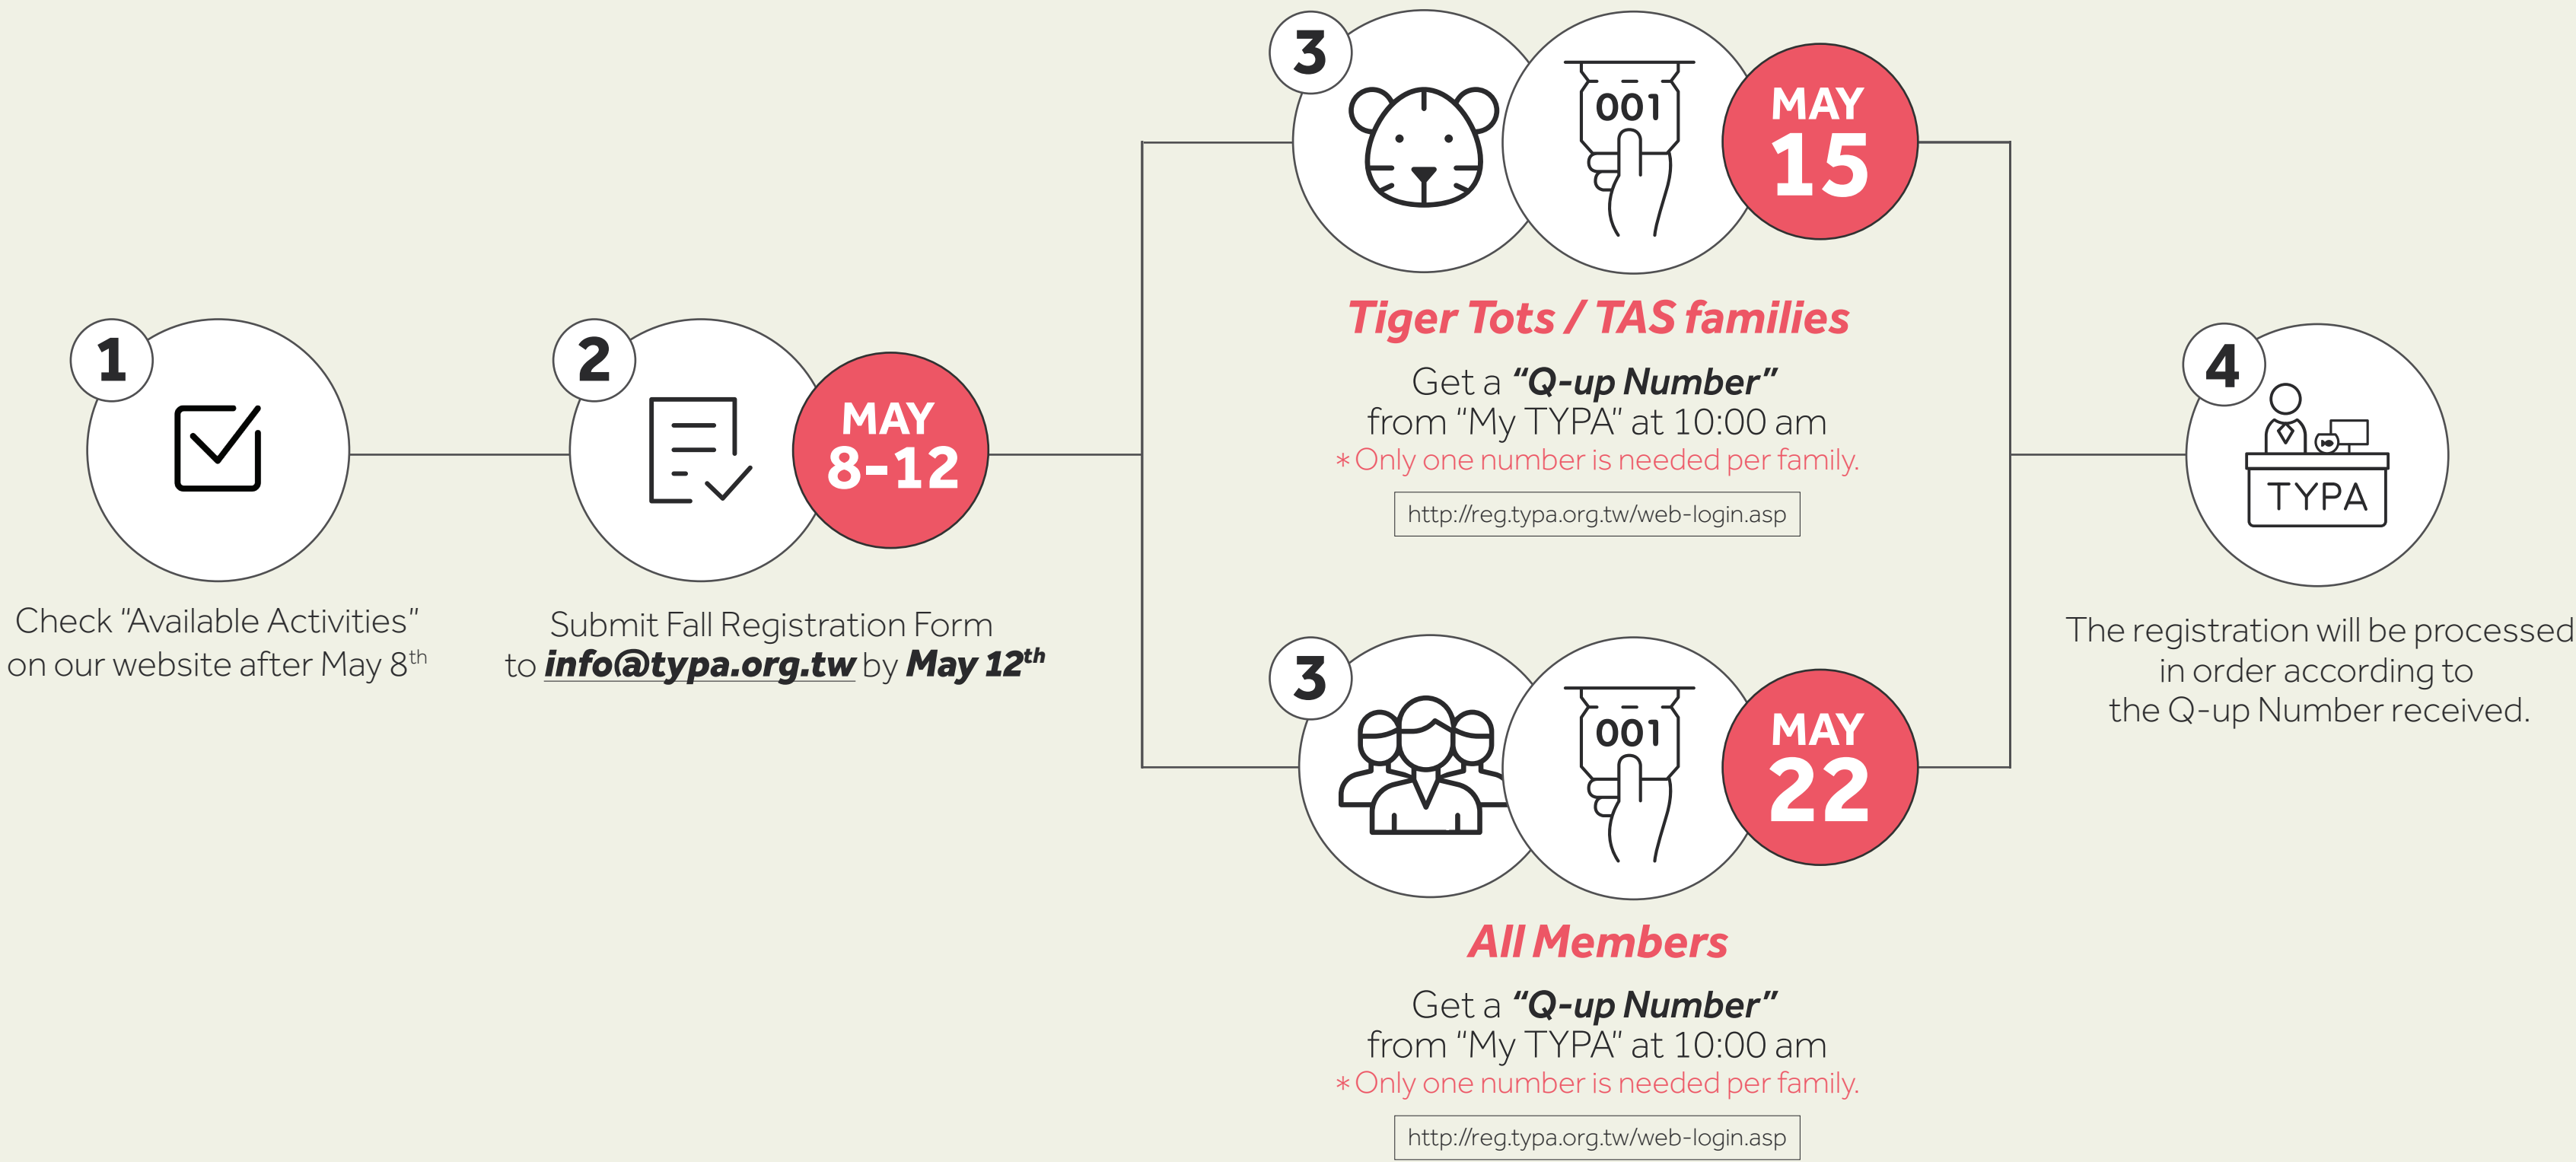 1
Check “Available Activities”
on our website after May 8th
2
MAY
8-12
Submit Fall Registration Form
to info@typa.org.tw by May 12th
3
001
MAY
15
Tiger Tots / TAS families
Get a “Q-up Number”
from “My TYPA” at 10:00 am
*Only one number is needed per family.
http://reg.typa.org.tw/web-login.asp
3
001
MAY
22
All Members
Get a “Q-up Number”
from “My TYPA” at 10:00 am
*Only one number is needed per family.
http://reg.typa.org.tw/web-login.asp
4
TYPA
The registration will be processed
in order according to
the Q-up Number received.